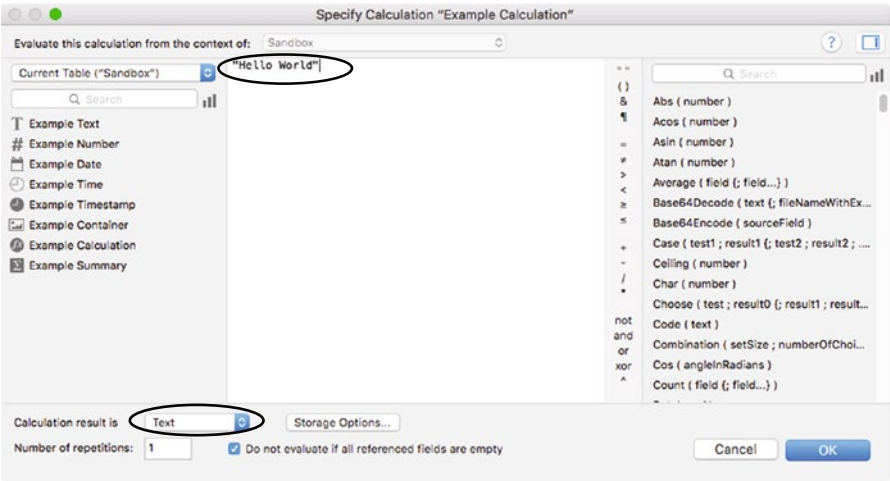 Specify Calculation “Example Calculation”
Evaluate this calculation from the context of: Sandbox
?
Current Table (“Sandbox”)
Search
T Example Text
# Example Number
Example Date
Example Time
Example Timestamp
Example Container
Example Calculation
Σ Example Summary
"Hello World"
" "
( )
&
¶
=
≠
>
<
≥
≤
+
-
/
*
not
and
or
xor
^
Search
Abs ( number )
Acos ( number )
Asin ( number )
Atan ( number )
Average ( field {; field...} )
Base64Decode ( text {; fileNameWithEx...
Base64Encode ( sourceField )
Case ( test1 ; result1 {; test2 ; result2 ; ....
Ceiling ( number )
Char ( number )
Choose ( test ; result0 {; result1 ; result...
Code ( text )
Combination ( setSize ; numberOfChoi...
Cos ( angleInRadians )
Count ( field {; field...} )
Calculation result is Text
Storage Options...
Number of repetitions: 1
Do not evaluate if all referenced fields are empty
Cancel
OK